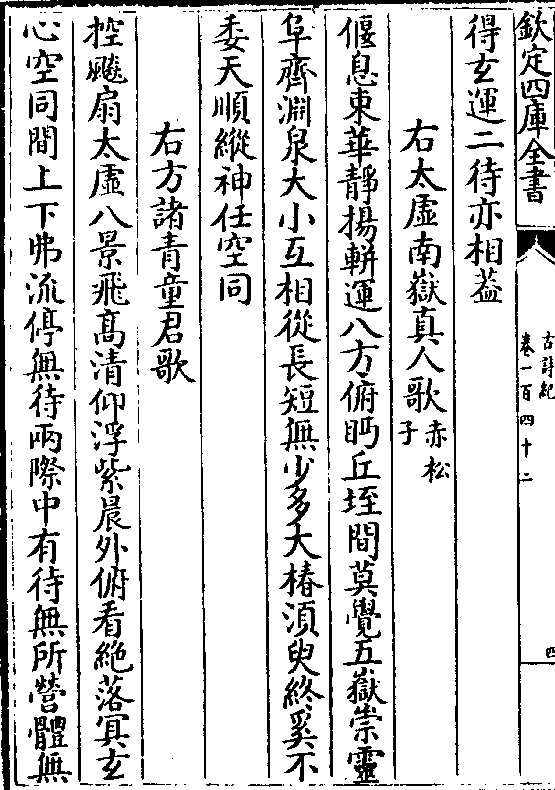 欽定四庫全書
古詩紀
卷一百四十二
四
得玄運二待亦相葢
右太虛南嶽真人歌赤松子
偃息東華靜揚軿運八方俯眄丘垤間莫覺五嶽崇靈
阜齊淵泉大小互相從長短無少多大椿須臾終奚不
委天順縱神任空同
右方諸青童君歌
控飈扇太虛八景飛髙清仰浮紫晨外俯看絶落冥玄
心空同間上下弗流停無待兩際中有待無所營體無